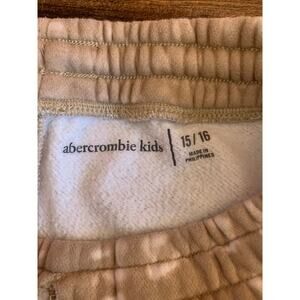 abercrombie kids
15/16
MADE IN
PHILIPPINES